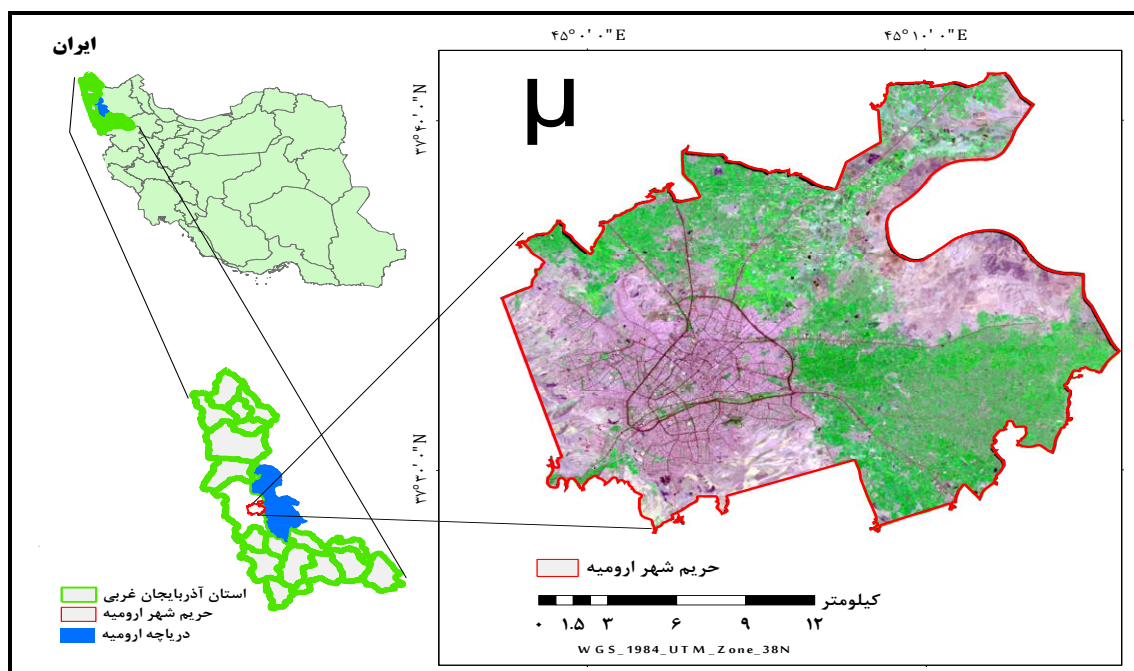 ایران
۴۵°۰'۰"E
۴۵°۱۰'۰"E
۳۷°۴۰'۰"N
۳۷°۳۰'۰"N
µ
استان آذربایجان غربی
حریم شهر ارومیه
دریاچه ارومیه
حریم شهر ارومیه
کیلومتر
۰ ۱.۵ ۳ ۶ ۹ ۱۲
WGS_1984_UTM_Zone_38N